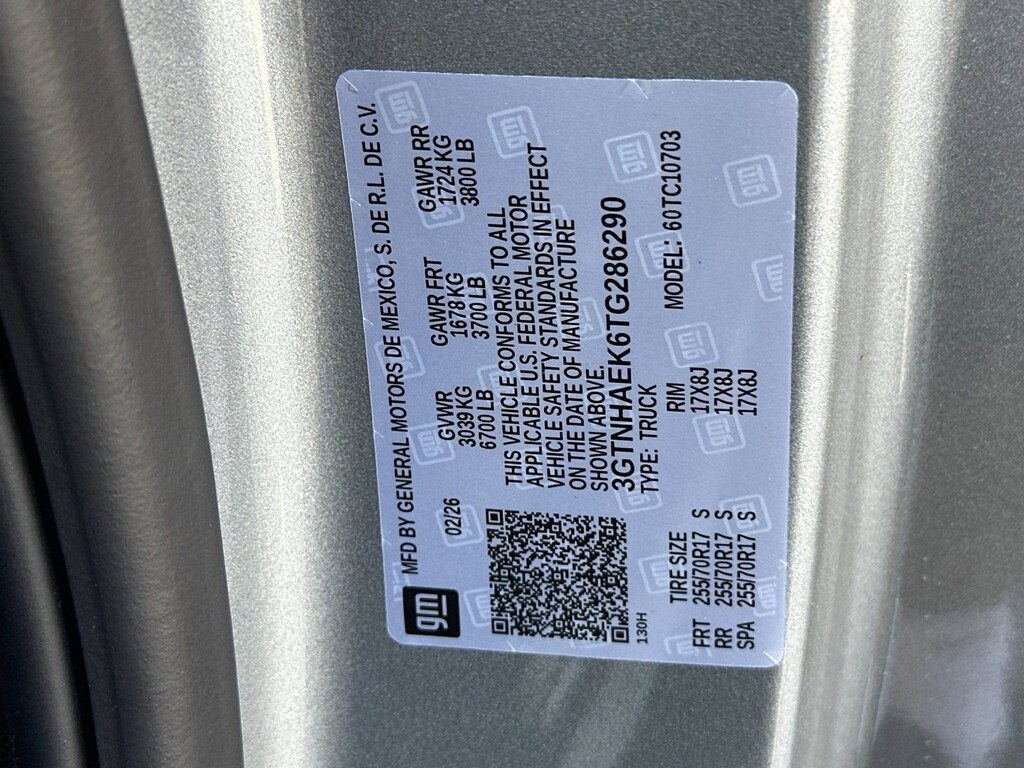 gm MFD BY GENERAL MOTORS DE MEXICO, S. DE R.L. DE C.V.
02/26 GVWR GAWR FRT GAWR RR
3039 KG 1678 KG 1724 KG
6700 LB 3700 LB 3800 LB
THIS VEHICLE CONFORMS TO ALL
APPLICABLE U.S. FEDERAL MOTOR
VEHICLE SAFETY STANDARDS IN EFFECT
ON THE DATE OF MANUFACTURE
SHOWN ABOVE.
3GTNHAEK6TG286290
130H TYPE: TRUCK MODEL: 60TC10703
TIRE SIZE RIM
FRT 255/70R17 S 17X8J
RR 255/70R17 S 17X8J
SPA 255/70R17 S 17X8J